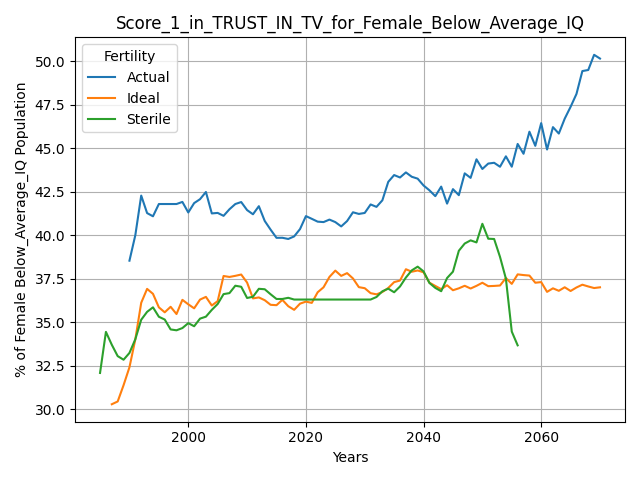 Score_1_in_TRUST_IN_TV_for_Female_Below_Average_IQ
Fertility
Actual
Ideal
Sterile
% of Female Below_Average_IQ Population
50.0
47.5
45.0
42.5
40.0
37.5
35.0
32.5
30.0
2000 2020 2040 2060
Years